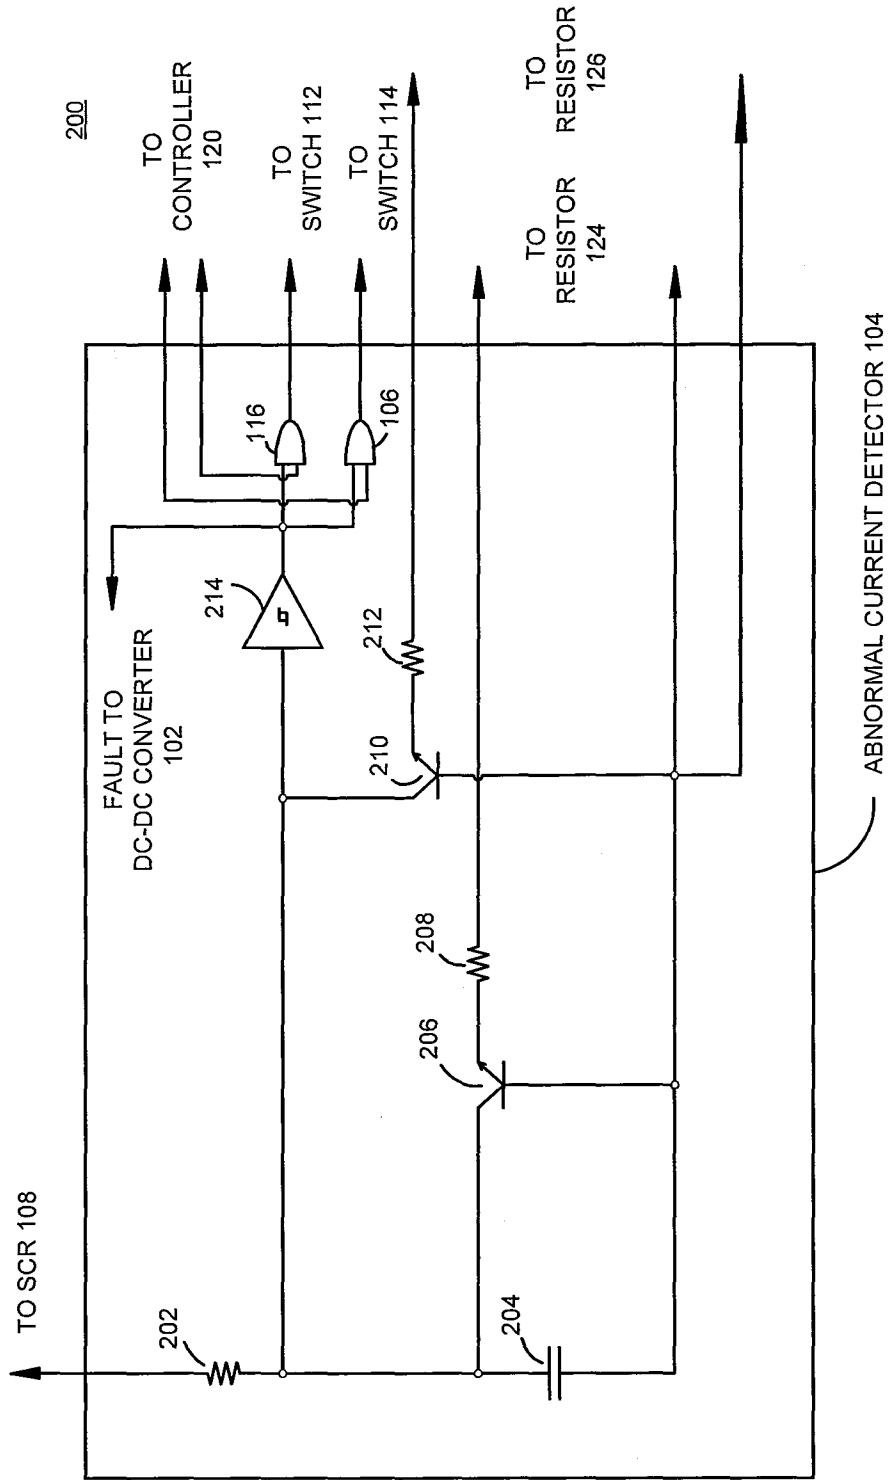 200
TO
CONTROLLER
120
TO
SWITCH 112
TO
SWITCH 114
TO
RESISTOR
126
TO
RESISTOR
124
116
106
FAULT TO
DC-DC CONVERTER
102
214
212
210
208
206
TO SCR 108
202
204
ABNORMAL CURRENT DETECTOR 104